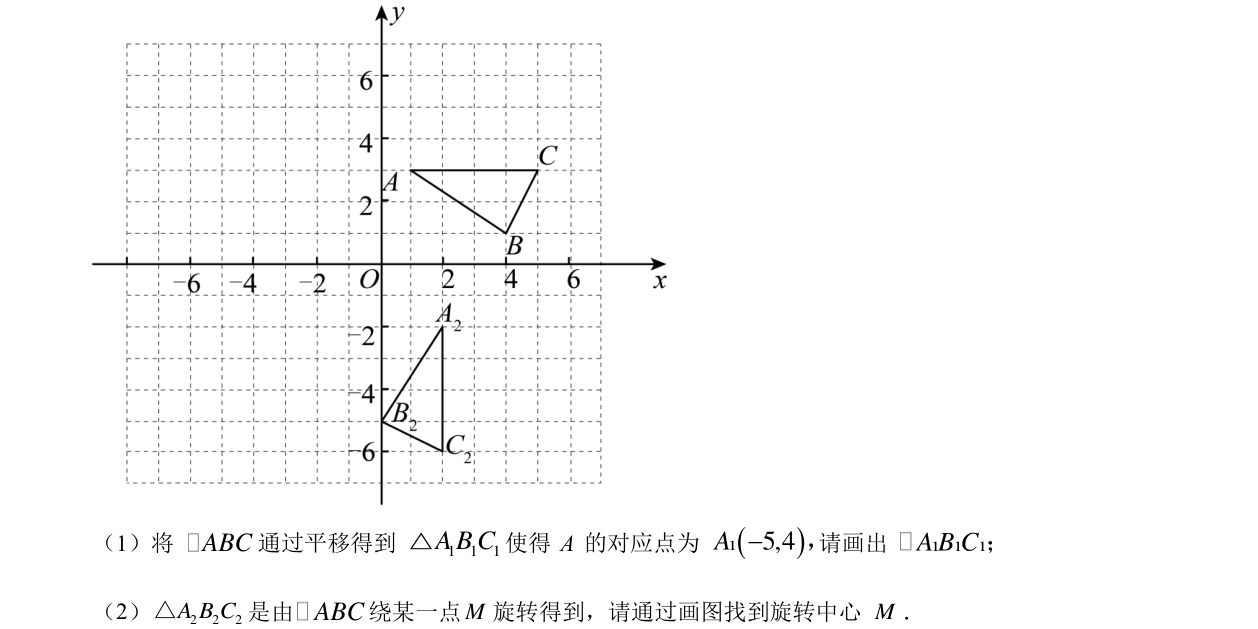 y
6
4
C
A
2
B
−6 −4 −2 O 2 4 6 x
A₂
−2
−4
B₂
C₂
−6
（1）将 □ABC 通过平移得到 △A₁B₁C₁ 使得 A 的对应点为 A₁(−5,4),请画出 □A₁B₁C₁;
（2）△A₂B₂C₂ 是由□ABC 绕某一点M 旋转得到，请通过画图找到旋转中心 M．